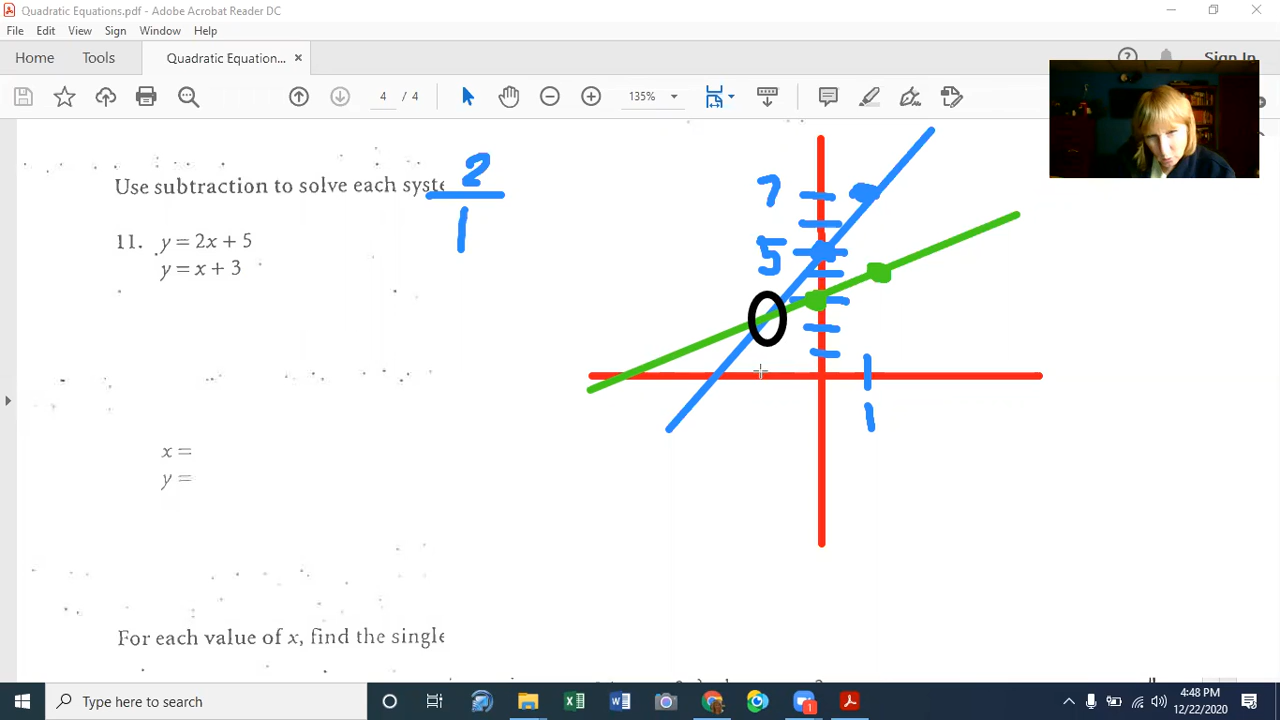 Quadratic Equations.pdf - Adobe Acrobat Reader DC
File Edit View Window Help
Home Tools Quadratic Equation... × ? Sign In
4 / 4 135%
Use subtraction to solve each syste
2
1
11. y = 2x + 5
y = x + 3
7
5
1
x =
y =
For each value of x, find the single
Type here to search
W
1
4:48 PM
12/22/2020